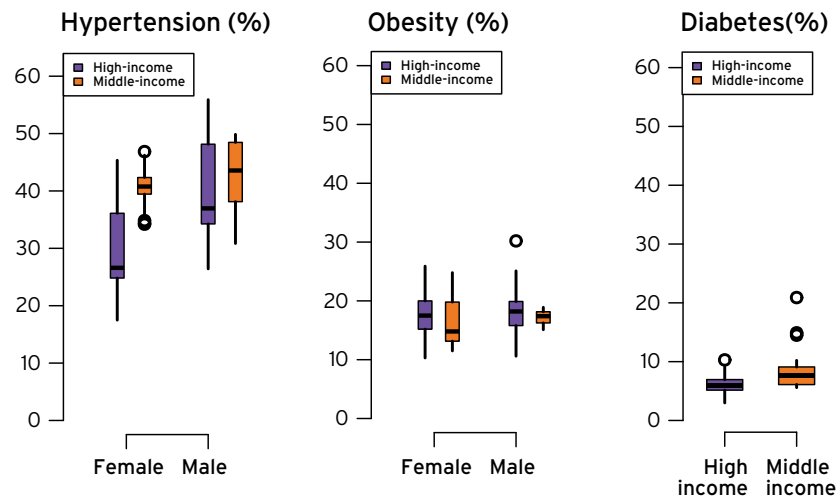 Hypertension (%)
High-income
Middle-income
60
50
40
30
20
10
0
Female Male
Obesity (%)
High-income
Middle-income
60
50
40
30
20
10
0
Female Male
Diabetes(%)
High-income
Middle-income
60
50
40
30
20
10
0
High income
Middle income